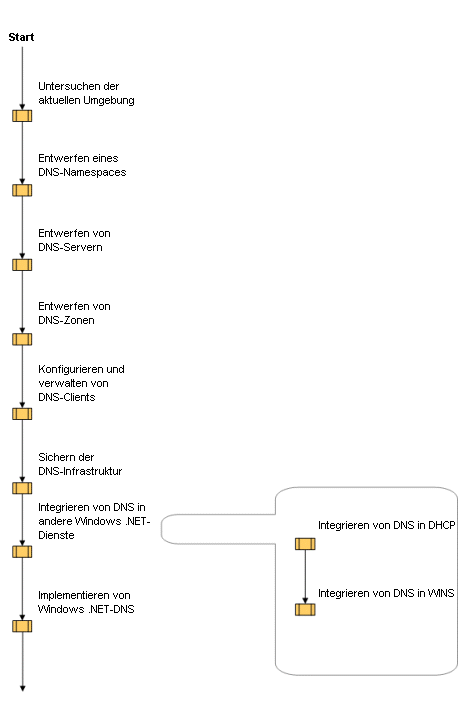 Start
Untersuchen der
aktuellen Umgebung
Entwerfen eines
DNS-Namespaces
Entwerfen von
DNS-Servern
Entwerfen von
DNS-Zonen
Konfigurieren und
verwalten von
DNS-Clients
Sichern der
DNS-Infrastruktur
Integrieren von DNS in
andere Windows .NET-
Dienste
Integrieren von DNS in DHCP
Integrieren von DNS in WINS
Implementieren von
Windows .NET-DNS